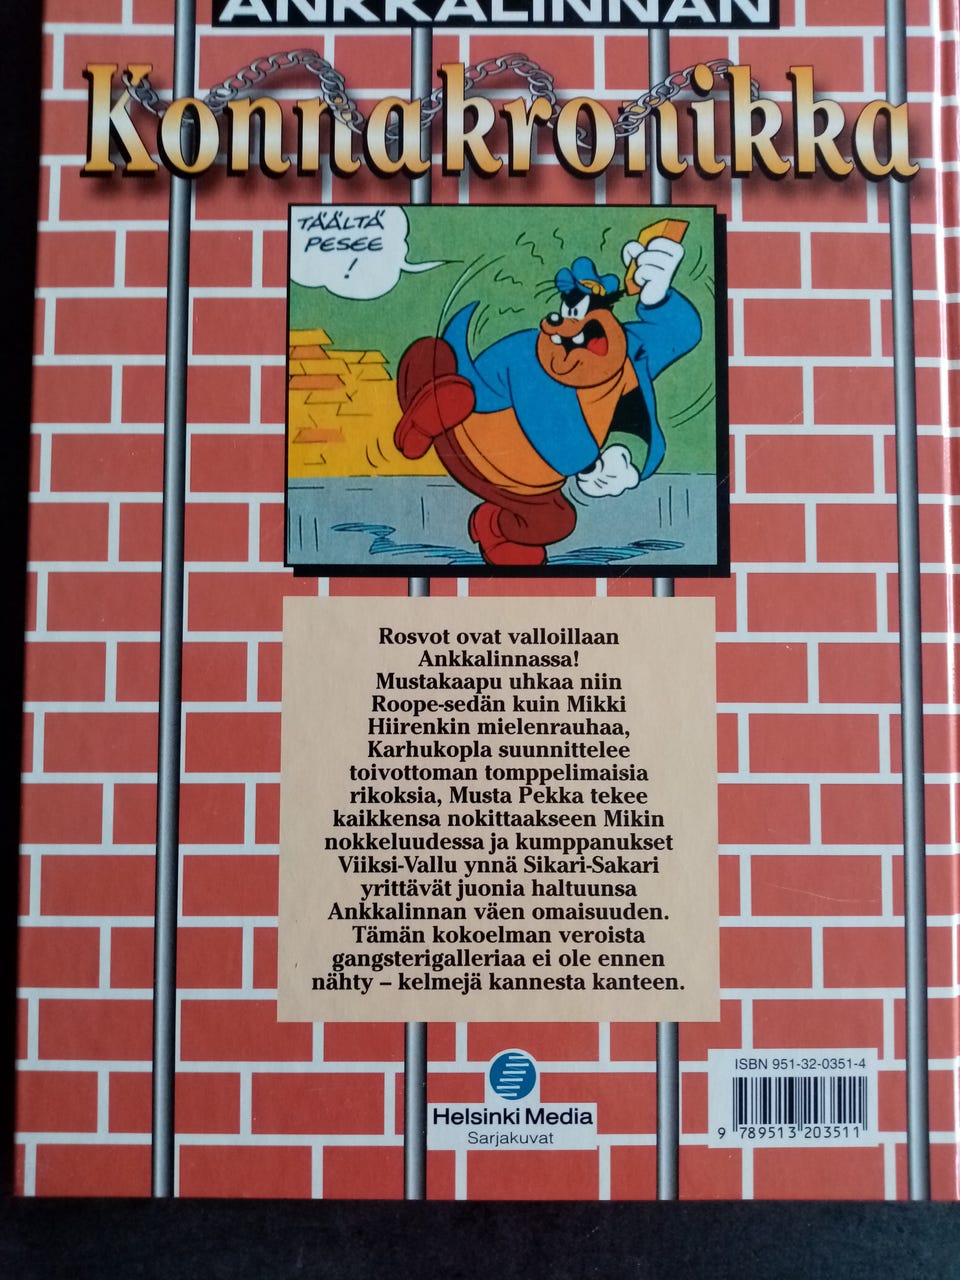 ANKKALINNAN
Konnakronikka
TÄÄLTÄ
PESEE
!
Rosvot ovat valloillaan
Ankkalinnassa!
Mustakaapu uhkaa niin
Roope-sedän kuin Mikki
Hiirenkin mielenrauhaa,
Karhukopla suunnittelee
toivottoman tomppelimaisia
rikoksia, Musta Pekka tekee
kaikkensa nokittaakseen Mikin
nokkeluudessa ja kumppanukset
Viiksi-Vallu ynnä Sikari-Sakari
yrittävät juonia haltuunsa
Ankkalinnan väen omaisuuden.
Tämän kokoelman veroista
gangsterigalleriaa ei ole ennen
nähty – kelmejä kannesta kanteen.
Helsinki Media
Sarjakuvat
ISBN 951-32-0351-4
9 789513 203511